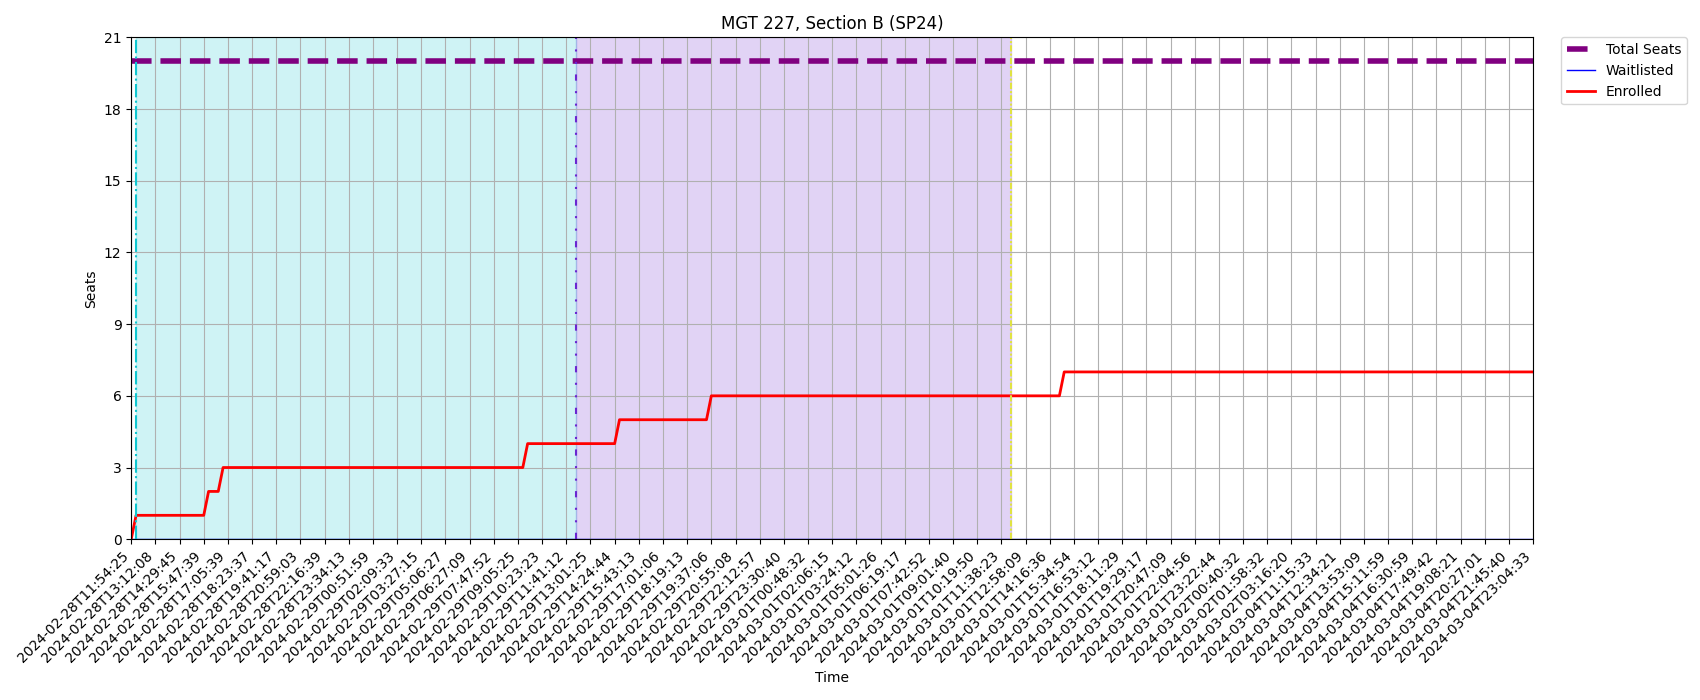 MGT 227, Section B (SP24)
Total Seats
Waitlisted
Enrolled
21
18
15
12
9
6
3
0
Seats
2024-02-28T11:54:25
2024-02-28T13:12:08
2024-02-28T14:29:45
2024-02-28T15:47:39
2024-02-28T17:05:39
2024-02-28T18:23:37
2024-02-28T19:41:17
2024-02-28T20:59:03
2024-02-28T22:16:39
2024-02-28T23:34:13
2024-02-29T00:51:59
2024-02-29T02:09:33
2024-02-29T03:27:15
2024-02-29T05:06:27
2024-02-29T06:27:09
2024-02-29T07:47:52
2024-02-29T09:05:25
2024-02-29T10:23:23
2024-02-29T11:41:12
2024-02-29T13:01:25
2024-02-29T14:24:44
2024-02-29T15:43:13
2024-02-29T17:01:06
2024-02-29T18:19:13
2024-02-29T19:37:06
2024-02-29T20:55:08
2024-02-29T22:12:57
2024-02-29T23:30:40
2024-03-01T00:48:32
2024-03-01T02:06:15
2024-03-01T03:24:12
2024-03-01T05:01:26
2024-03-01T06:19:17
2024-03-01T07:42:52
2024-03-01T09:01:40
2024-03-01T10:19:50
2024-03-01T11:38:23
2024-03-01T12:58:09
2024-03-01T14:16:36
2024-03-01T15:34:54
2024-03-01T16:53:12
2024-03-01T18:11:29
2024-03-01T19:29:17
2024-03-01T20:47:09
2024-03-01T22:04:56
2024-03-01T23:22:44
2024-03-02T00:40:32
2024-03-02T01:58:32
2024-03-02T03:16:20
2024-03-04T11:15:33
2024-03-04T12:34:21
2024-03-04T13:53:09
2024-03-04T15:11:59
2024-03-04T16:30:59
2024-03-04T17:49:42
2024-03-04T19:08:21
2024-03-04T20:27:01
2024-03-04T21:45:40
2024-03-04T23:04:33
Time